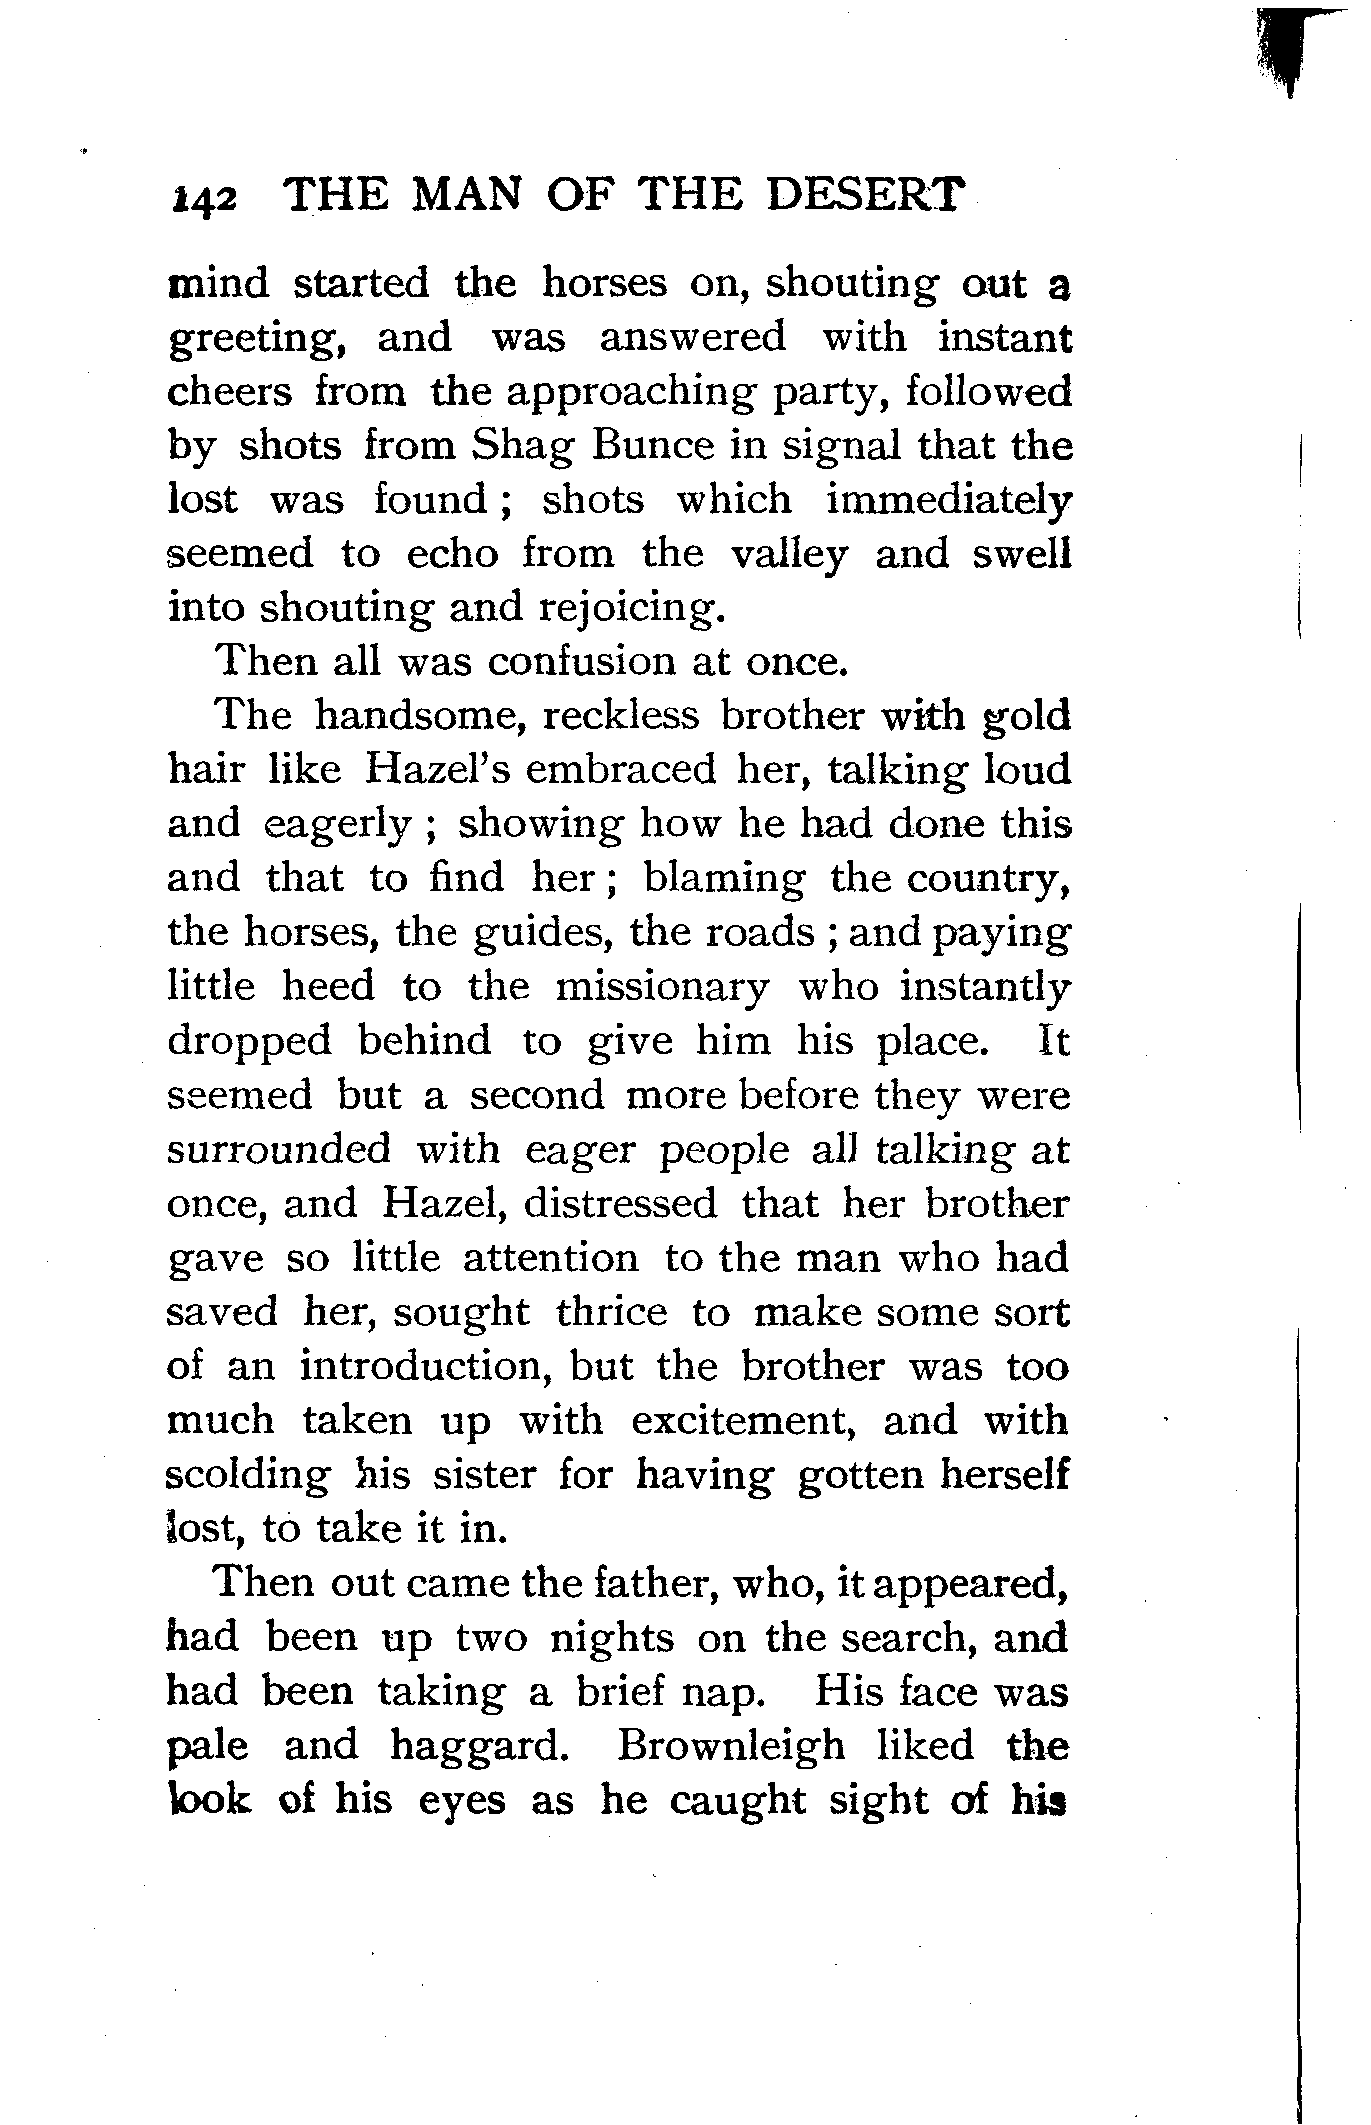 142 THE MAN OF THE DESERT
mind started the horses on, shouting out a
greeting, and was answered with instant
cheers from the approaching party, followed
by shots from Shag Bunce in signal that the
lost was found ; shots which immediately
seemed to echo from the valley and swell
into shouting and rejoicing.
Then all was confusion at once.
The handsome, reckless brother with gold
hair like Hazel's embraced her, talking loud
and eagerly ; showing how he had done this
and that to find her ; blaming the country,
the horses, the guides, the roads ; and paying
little heed to the missionary who instantly
dropped behind to give him his place. It
seemed but a second more before they were
surrounded with eager people all talking at
once, and Hazel, distressed that her brother
gave so little attention to the man who had
saved her, sought thrice to make some sort
of an introduction, but the brother was too
much taken up with excitement, and with
scolding his sister for having gotten herself
lost, to take it in.
Then out came the father, who, it appeared,
had been up two nights on the search, and
had been taking a brief nap. His face was
pale and haggard. Brownleigh liked the
look of his eyes as he caught sight of his